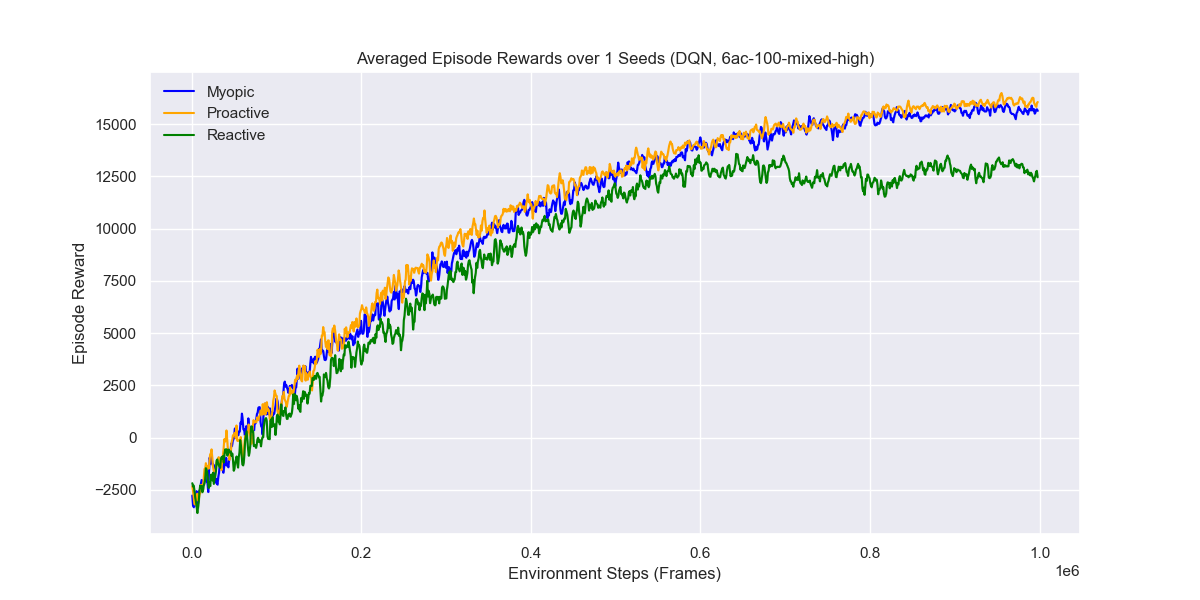 Averaged Episode Rewards over 1 Seeds (DQN, 6ac-100-mixed-high)
Myopic
Proactive
Reactive
15000
12500
10000
7500
5000
2500
0
−2500
Episode Reward
0.0 0.2 0.4 0.6 0.8 1.0
1e6
Environment Steps (Frames)